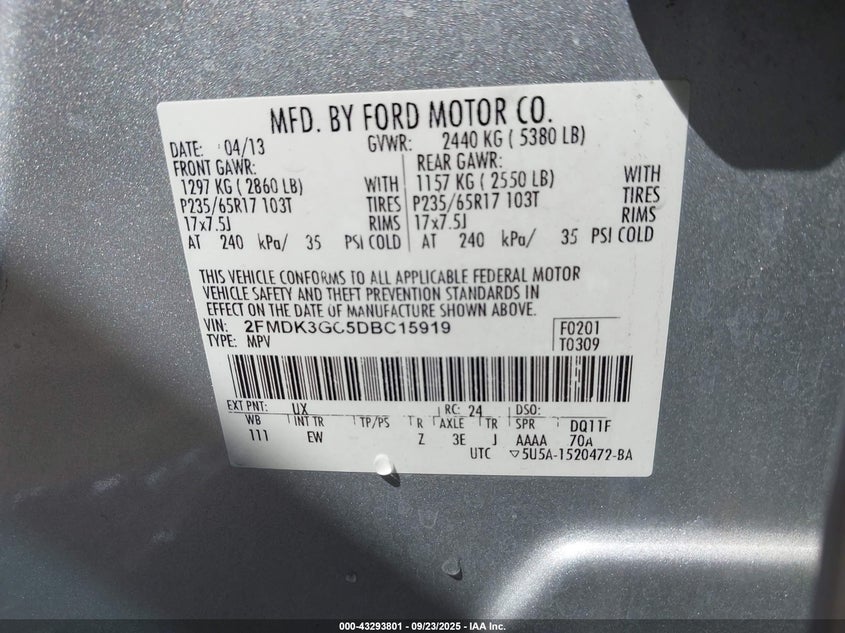 MFD. BY FORD MOTOR CO.
DATE: 04/13 GVWR: 2440 KG ( 5380 LB)
FRONT GAWR: REAR GAWR:
1297 KG ( 2860 LB) WITH 1157 KG ( 2550 LB) WITH
P235/65R17 103T TIRES P235/65R17 103T TIRES
17x7.5J RIMS 17x7.5J RIMS
AT 240 kPa/ 35 PSI COLD AT 240 kPa/ 35 PSI COLD
THIS VEHICLE CONFORMS TO ALL APPLICABLE FEDERAL MOTOR
VEHICLE SAFETY AND THEFT PREVENTION STANDARDS IN
EFFECT ON THE DATE OF MANUFACTURE SHOWN ABOVE.
VIN: 2FMDK3GC5DBC15919 F0201
TYPE: MPV T0309
EXT PNT: UX RC: 24 DSO:
WB INT TR TP/PS R AXLE TR SPR DQ11F
111 EW Z 3E J AAAA 70A
UTC ▽5U5A-1520472-BA
000-43293801 - 09/23/2025 - IAA Inc.